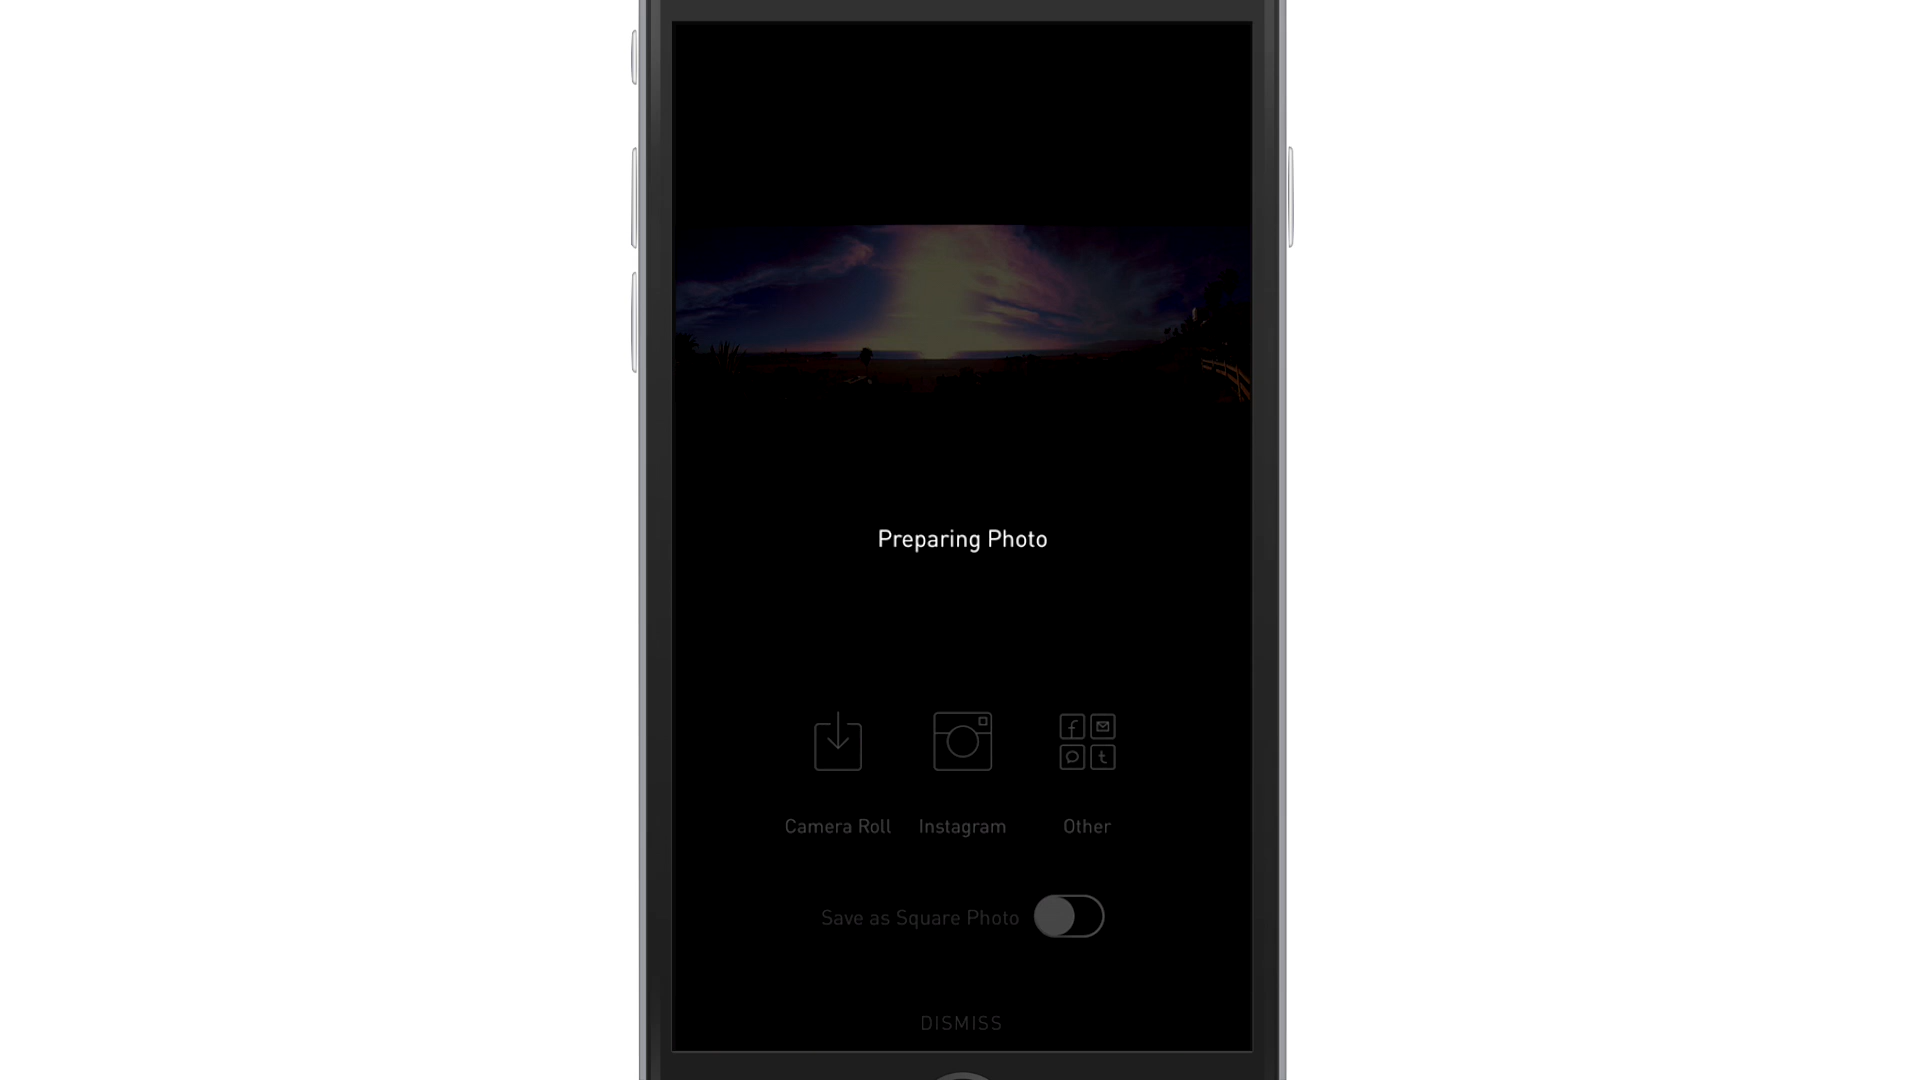 Preparing Photo
Camera Roll Instagram Other
Save as Square Photo
DISMISS